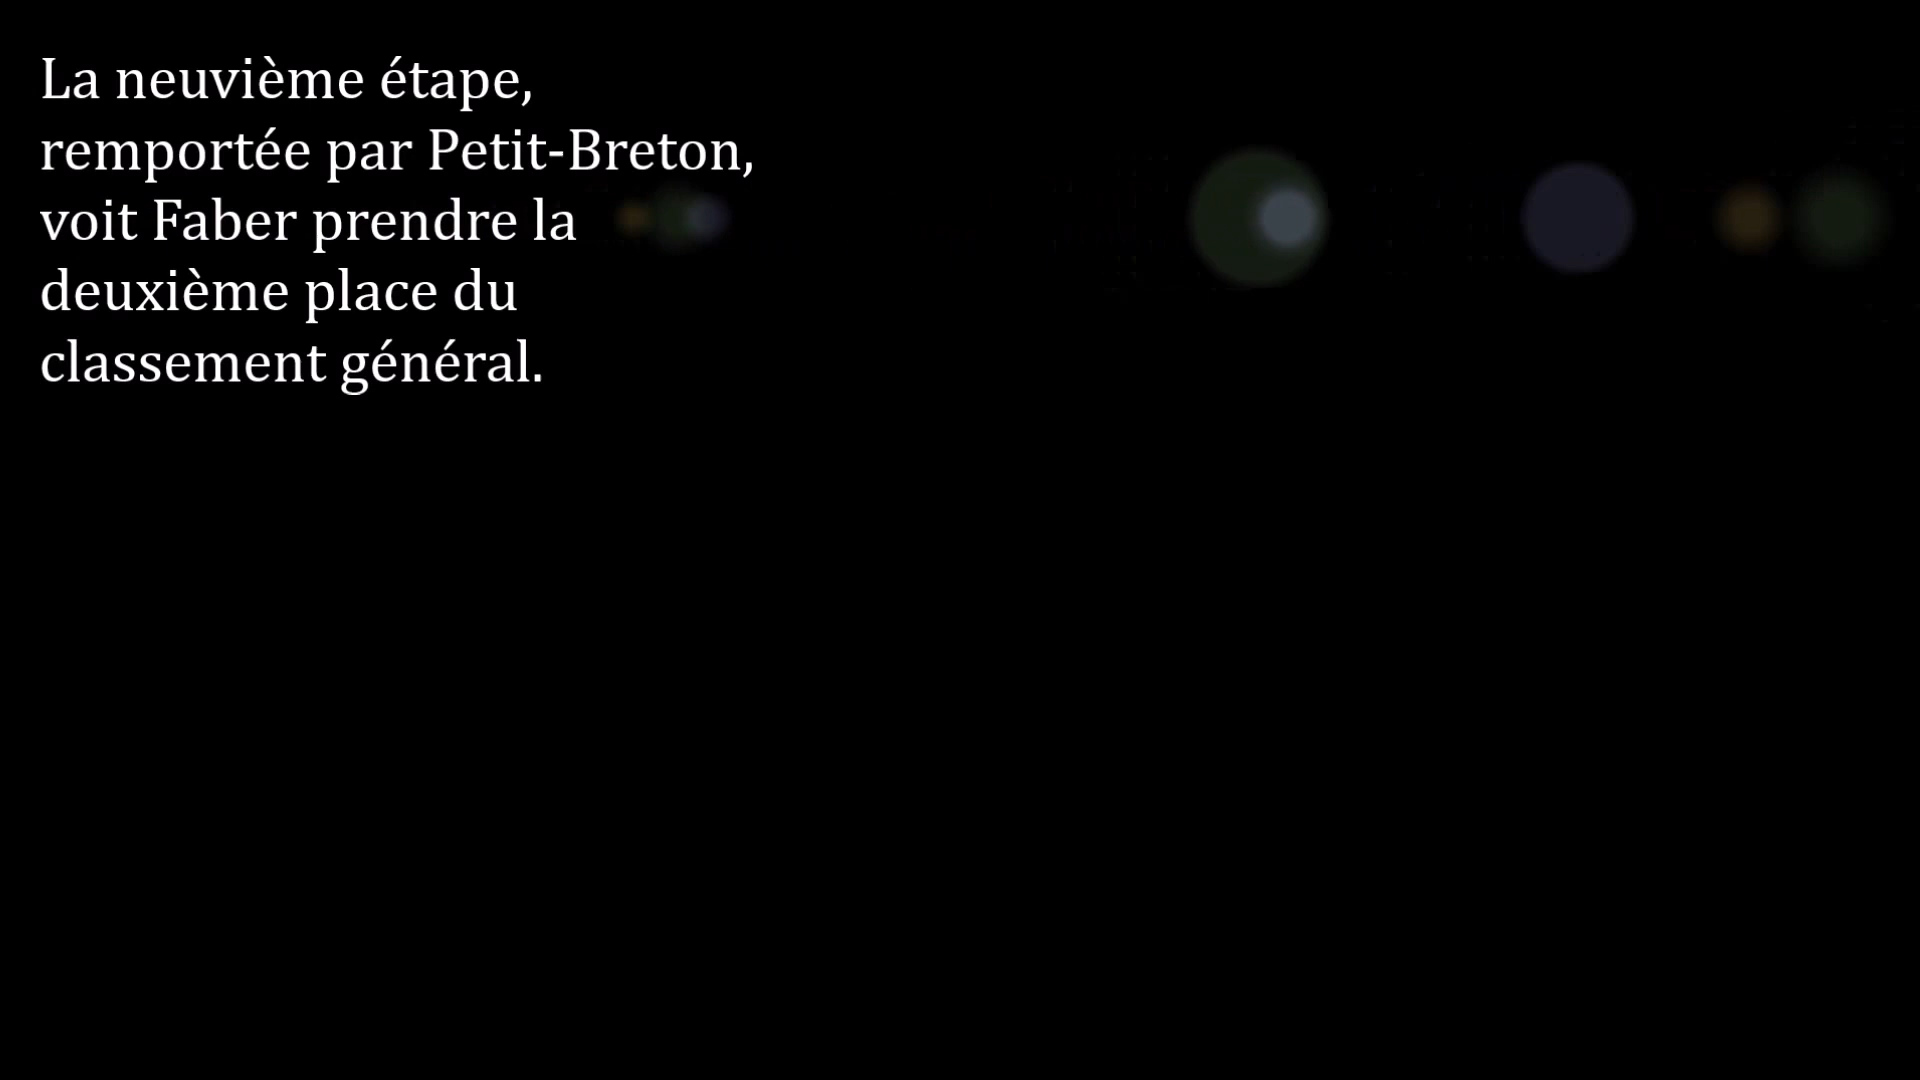 La neuvième étape,
remportée par Petit-Breton,
voit Faber prendre la
deuxième place du
classement général.